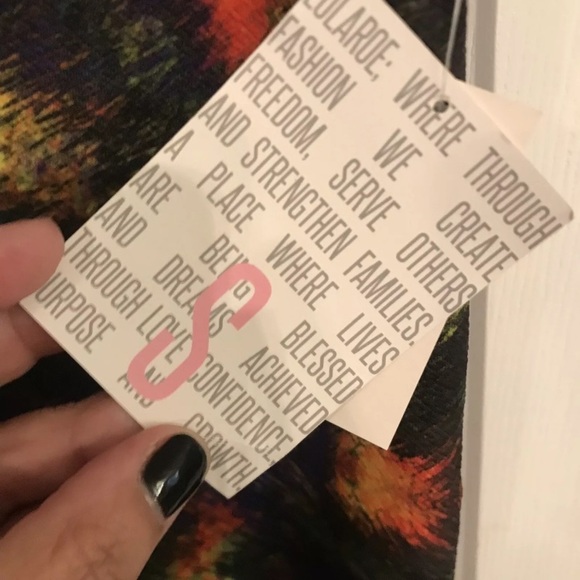 LULAROE; WHERE THROUGH
FASHION WE CREATE
FREEDOM, SERVE OTHERS
AND STRENGTHEN FAMILIES.
A PLACE WHERE LIVES
ARE BEING BLESSED
AND DREAMS ACHIEVED
THROUGH LOVE CONFIDENCE,
URPOSE AND GROWTH.
S